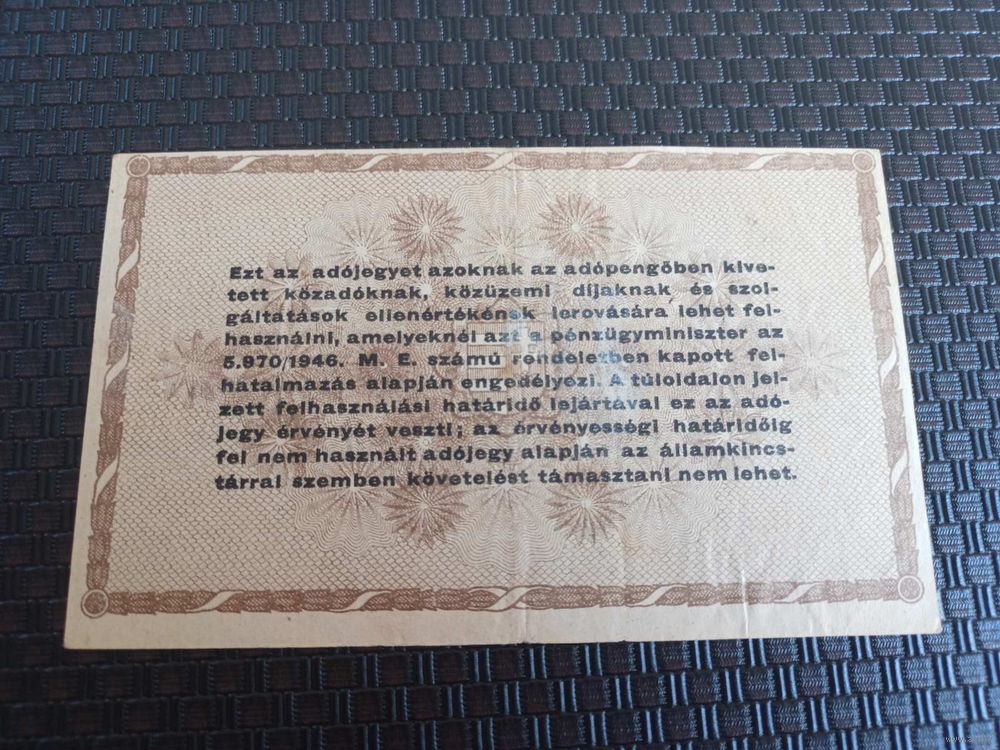 Ezt az adójegyet azoknak az adópengőben kive-
tett közadóknak, közüzemi díjaknak és szol-
gáltatások ellenértékének lerovására lehet fel-
használni, amelyeknél azt a pénzügyminiszter az
5.970/1946. M. E. számú rendeletben kapott fel-
hatalmazás alapján engedélyezi. A túloldalon jel-
zett felhasználási határidő lejártával ez az adó-
jegy érvényét veszti; az érvényességi határidőig
fel nem használt adójegy alapján az államkincs-
tárral szemben követelést támasztani nem lehet.